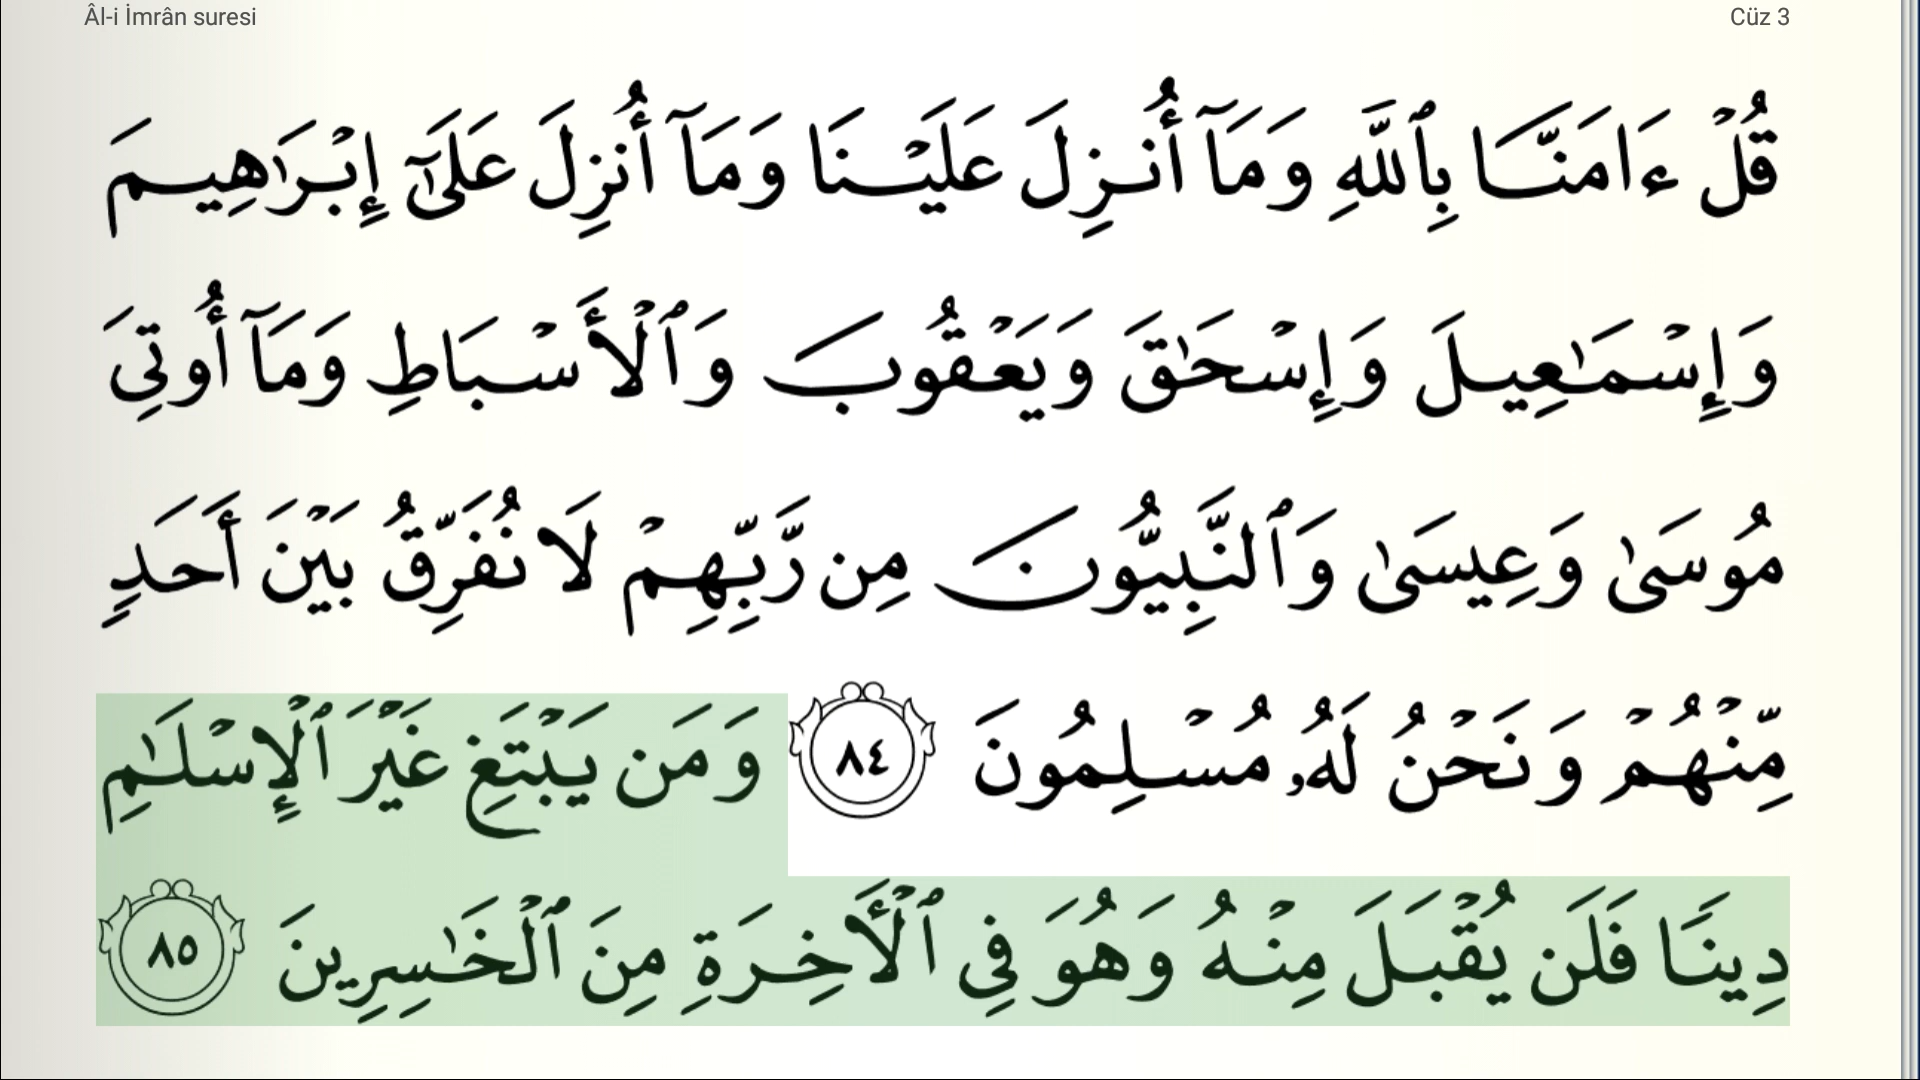 Âl-i İmrân suresi
Cüz 3
قُلْ ءَامَنَّا بِٱللَّهِ وَمَآ أُنزِلَ عَلَيْنَا وَمَآ أُنزِلَ عَلَىٰٓ إِبْرَٰهِيمَ
وَإِسْمَـٰعِيلَ وَإِسْحَـٰقَ وَيَعْقُوبَ وَٱلْأَسْبَاطِ وَمَآ أُوتِىَ
مُوسَىٰ وَعِيسَىٰ وَٱلنَّبِيُّونَ مِن رَّبِّهِمْ لَا نُفَرِّقُ بَيْنَ أَحَدٍ
مِّنْهُمْ وَنَحْنُ لَهُۥ مُسْلِمُونَ ٨٤ وَمَن يَبْتَغِ غَيْرَ ٱلْإِسْلَـٰمِ
دِينًا فَلَن يُقْبَلَ مِنْهُ وَهُوَ فِى ٱلْأَخِرَةِ مِنَ ٱلْخَـٰسِرِينَ ٨٥